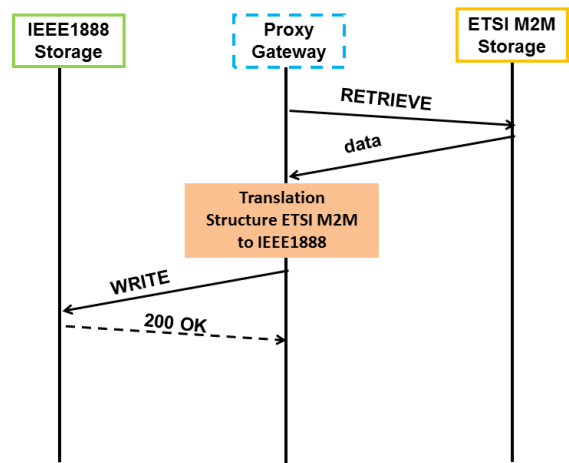 IEEE1888
Storage
Proxy
Gateway
ETSI M2M
Storage
RETRIEVE
data
Translation
Structure ETSI M2M
to IEEE1888
WRITE
200 OK